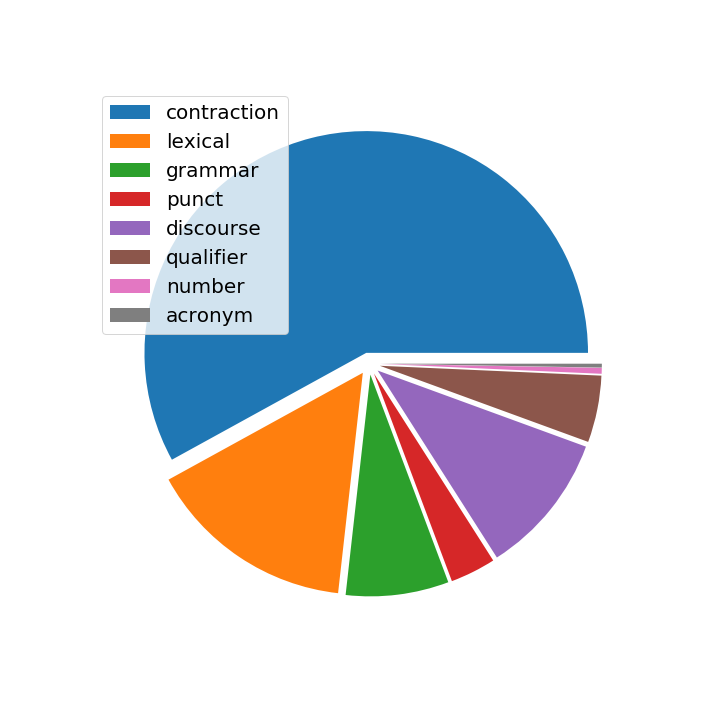 contraction
lexical
grammar
punct
discourse
qualifier
number
acronym